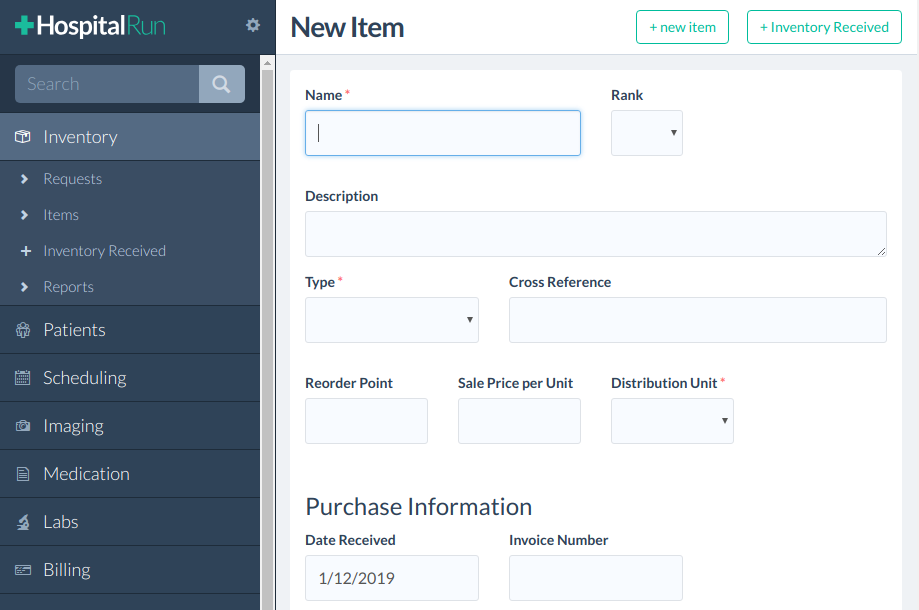 HospitalRun
Search
Inventory
Requests
Items
Inventory Received
Reports
Patients
Scheduling
Imaging
Medication
Labs
Billing
New Item
+ new item
+ Inventory Received
Name *
Rank
Description
Type *
Cross Reference
Reorder Point
Sale Price per Unit
Distribution Unit *
Purchase Information
Date Received
Invoice Number
1/12/2019